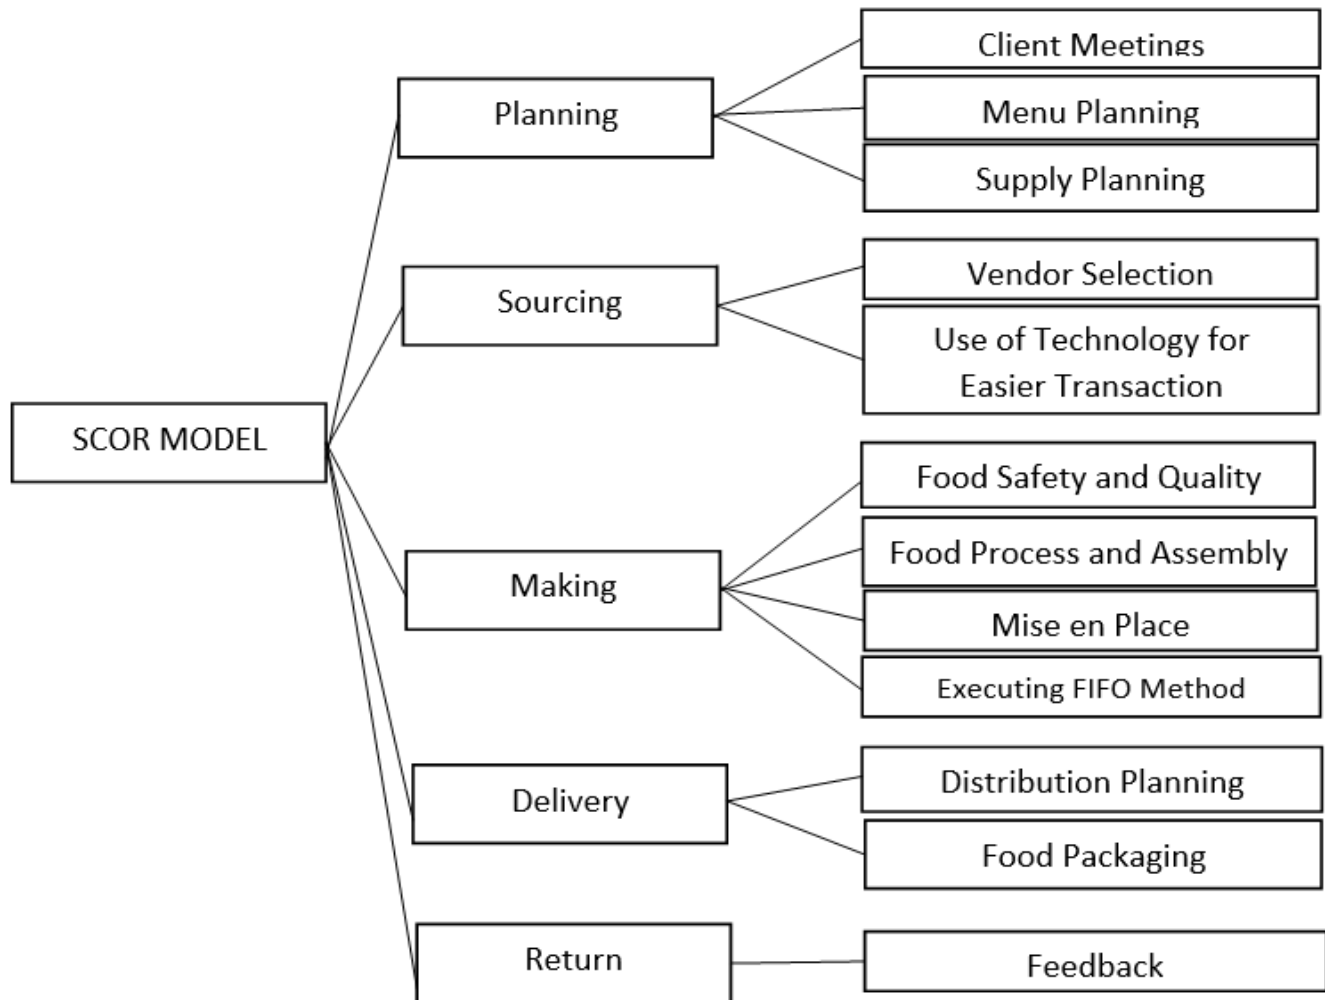 Client Meetings
Planning
Menu Planning
Supply Planning
Sourcing
Vendor Selection
Use of Technology for
Easier Transaction
SCOR MODEL
Food Safety and Quality
Making
Food Process and Assembly
Mise en Place
Executing FIFO Method
Delivery
Distribution Planning
Food Packaging
Return
Feedback